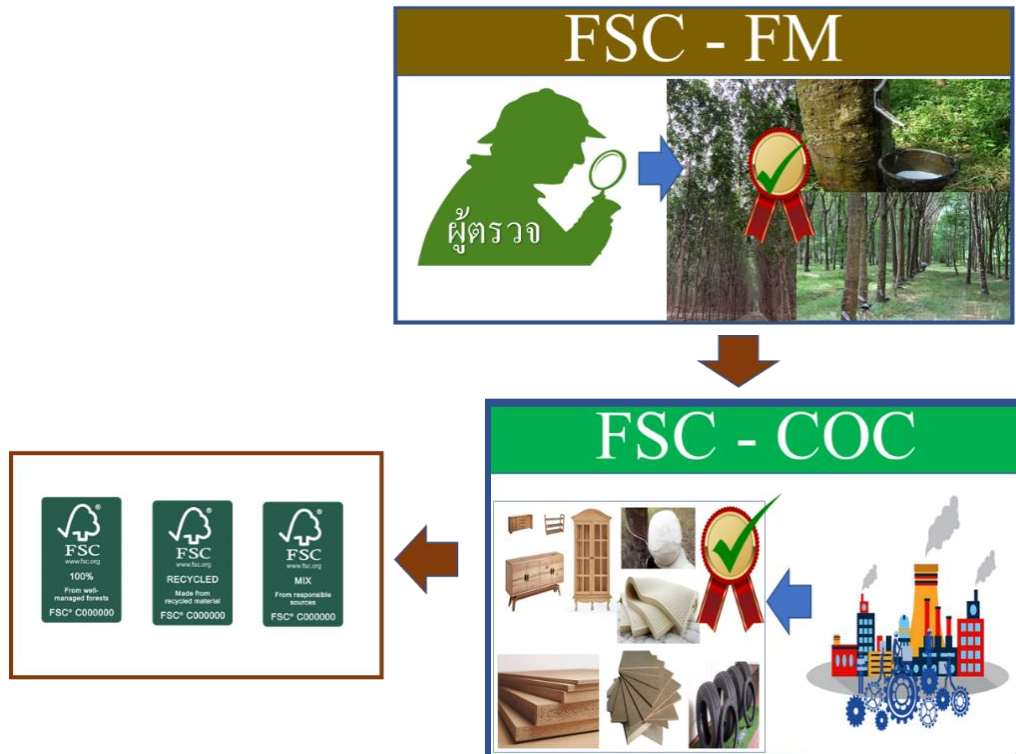 FSC - FM
ผู้ตรวจ
FSC - COC
FSC
www.fsc.org
100%
From well-
managed forests
FSC® C000000
FSC
www.fsc.org
RECYCLED
Made from
recycled material
FSC® C000000
FSC
www.fsc.org
MIX
From responsible
sources
FSC® C000000